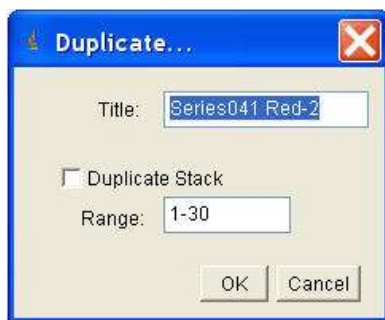 Duplicate...
Title: Series041 Red-2
Duplicate Stack
Range: 1-30
OK Cancel